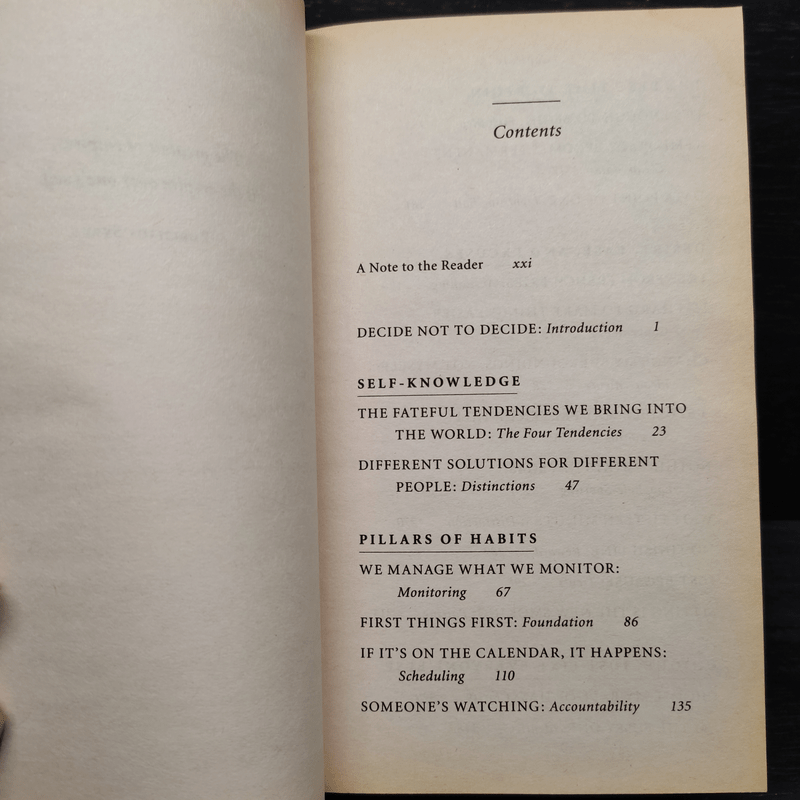 Contents
A Note to the Reader xxi
DECIDE NOT TO DECIDE: Introduction 1
SELF-KNOWLEDGE
THE FATEFUL TENDENCIES WE BRING INTO
THE WORLD: The Four Tendencies 23
DIFFERENT SOLUTIONS FOR DIFFERENT
PEOPLE: Distinctions 47
PILLARS OF HABITS
WE MANAGE WHAT WE MONITOR:
Monitoring 67
FIRST THINGS FIRST: Foundation 86
IF IT'S ON THE CALENDAR, IT HAPPENS:
Scheduling 110
SOMEONE'S WATCHING: Accountability 135